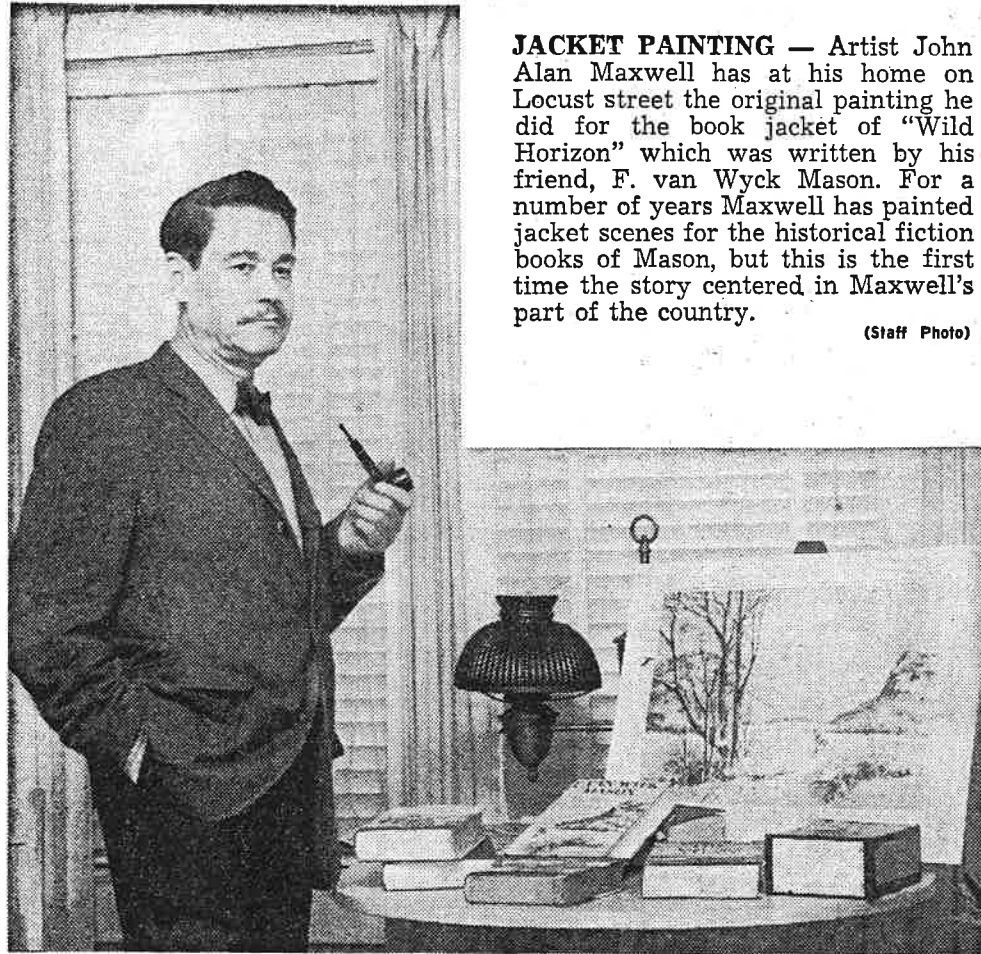 JACKET PAINTING — Artist John
Alan Maxwell has at his home on
Locust street the original painting he
did for the book jacket of “Wild
Horizon” which was written by his
friend, F. van Wyck Mason. For a
number of years Maxwell has painted
jacket scenes for the historical fiction
books of Mason, but this is the first
time the story centered in Maxwell’s
part of the country.
(Staff Photo)